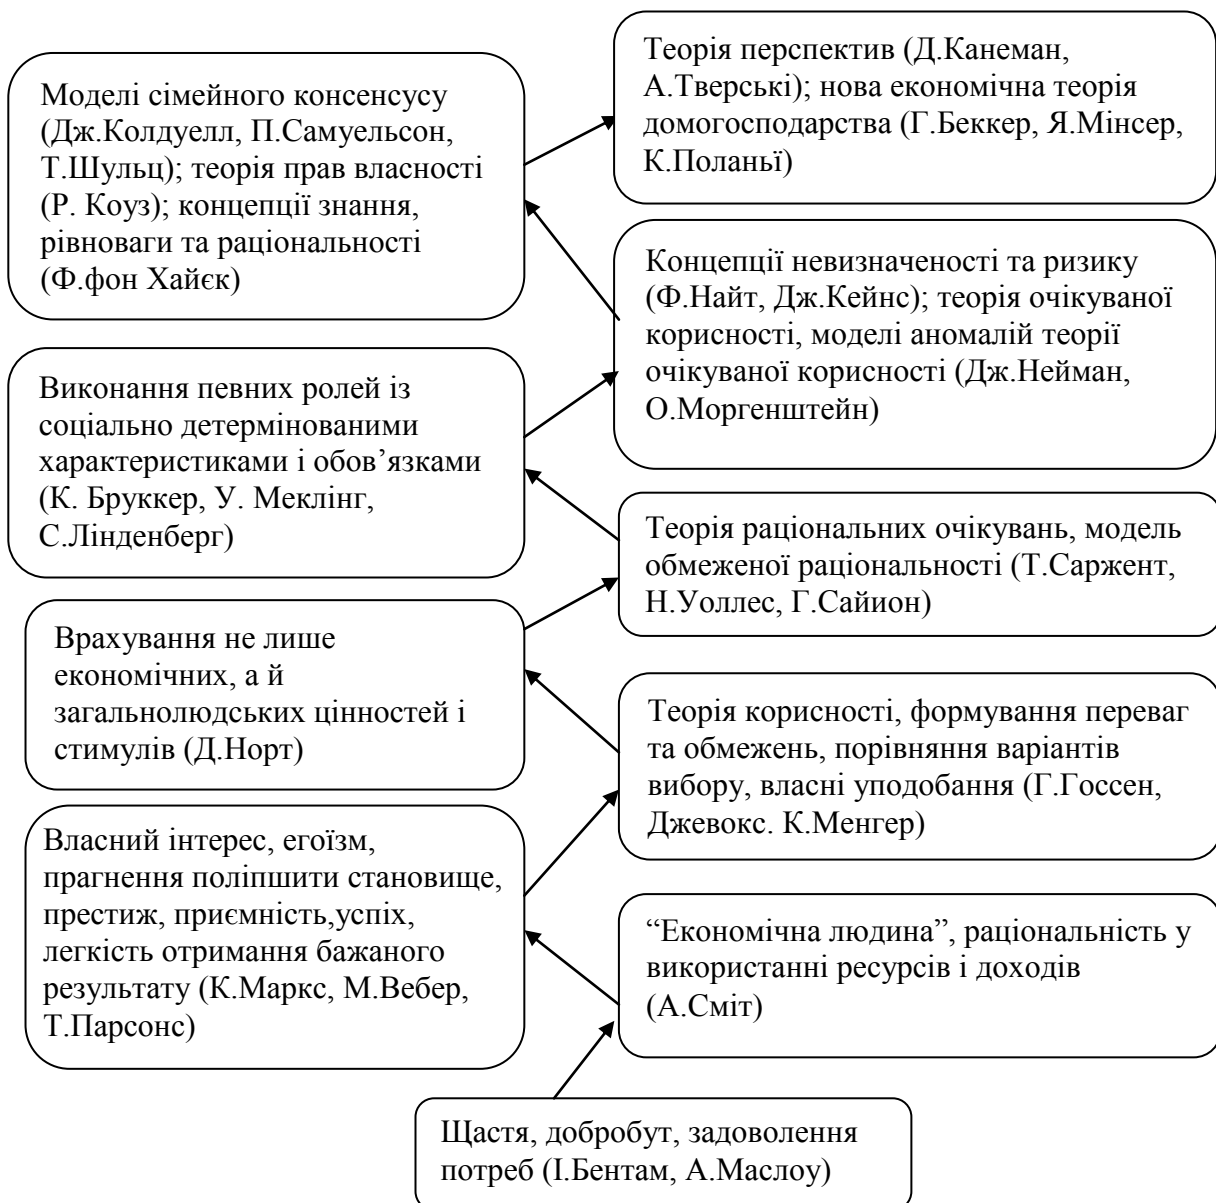 Теорія перспектив (Д.Канеман,
А.Тверські); нова економічна теорія
домогосподарства (Г.Беккер, Я.Мінсер,
К.Поланьї)
Моделі сімейного консенсусу
(Дж.Колдуелл, П.Самуельсон,
Т.Шульц); теорія прав власності
(Р. Коуз); концепції знання,
рівноваги та раціональності
(Ф.фон Хайєк)
Концепції невизначеності та ризику
(Ф.Найт, Дж.Кейнс); теорія очікуваної
корисності, моделі аномалій теорії
очікуваної корисності (Дж.Нейман,
О.Моргенштейн)
Виконання певних ролей із
соціально детермінованими
характеристиками і обов’язками
(К. Бруккер, У. Меклінг,
С.Лінденберг)
Теорія раціональних очікувань, модель
обмеженої раціональності (Т.Саржент,
Н.Уоллес, Г.Сайион)
Врахування не лише
економічних, а й
загальнолюдських цінностей і
стимулів (Д.Норт)
Теорія корисності, формування переваг
та обмежень, порівняння варіантів
вибору, власні уподобання (Г.Госсен,
Джевокс. К.Менгер)
Власний інтерес, егоїзм,
прагнення поліпшити становище,
престиж, приємність,успіх,
легкість отримання бажаного
результату (К.Маркс, М.Вебер,
Т.Парсонс)
“Економічна людина”, раціональність у
використанні ресурсів і доходів
(А.Сміт)
Щастя, добробут, задоволення
потреб (І.Бентам, А.Маслоу)